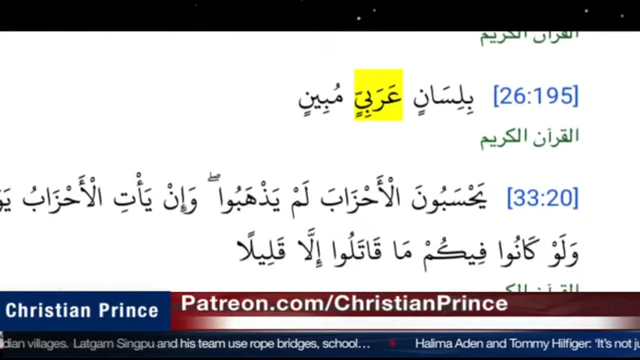 القرآن الكريم
[26:195] بِلِسَانٍ عَرَبِيٍّ مُبِينٍ
القرآن الكريم
[33:20] يَحْسَبُونَ الْأَحْزَابَ لَمْ يَذْهَبُوا ۖ وَإِنْ يَأْتِ الْأَحْزَابُ
وَلَوْ كَانُوا فِيكُمْ مَا قَاتَلُوا إِلَّا قَلِيلًا
القرآن الكريم
Christian Prince
Patreon.com/ChristianPrince
villages. Latgam Singpu and his team use rope bridges, school... Halima Aden and Tommy Hilfiger: 'It's not